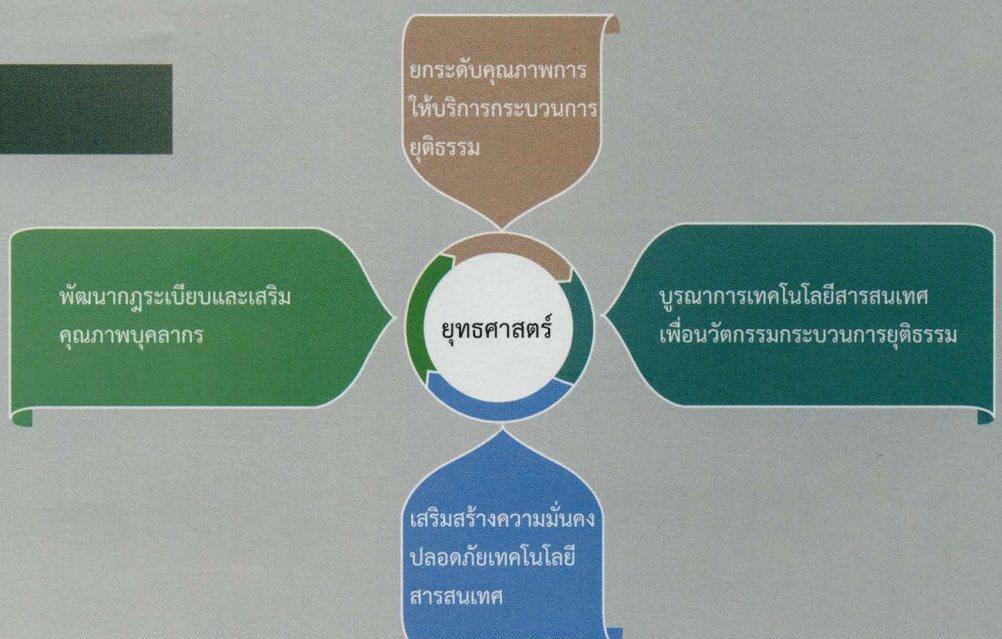 ยกระดับคุณภาพการ
ให้บริการกระบวนการ
ยุติธรรม
พัฒนากฎระเบียบและเสริม
คุณภาพบุคลากร
ยุทธศาสตร์
บูรณาการเทคโนโลยีสารสนเทศ
เพื่อนวัตกรรมกระบวนการยุติธรรม
เสริมสร้างความมั่นคง
ปลอดภัยเทคโนโลยี
สารสนเทศ